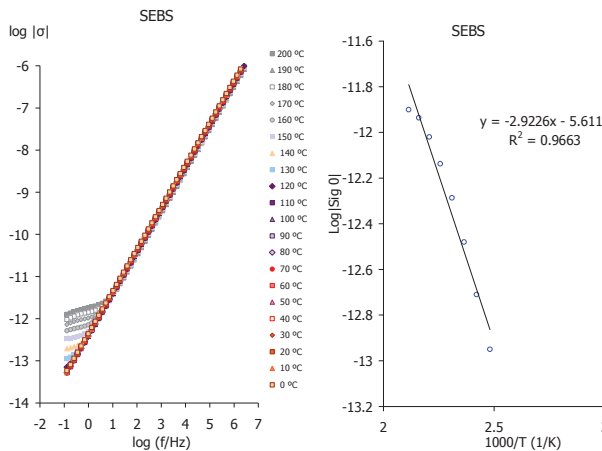 SEBS
log |σ|
-6
-7
-8
-9
-10
-11
-12
-13
-14
-2 -1 0 1 2 3 4 5 6 7
log (f/Hz)
200 ºC
190 ºC
180 ºC
170 ºC
160 ºC
150 ºC
140 ºC
130 ºC
120 ºC
110 ºC
100 ºC
90 ºC
80 ºC
70 ºC
60 ºC
50 ºC
40 ºC
30 ºC
20 ºC
10 ºC
0 ºC
SEBS
Log|Sig 0|
-11.6
-11.8
-12
-12.2
-12.4
-12.6
-12.8
-13
-13.2
y = -2.9226x - 5.611
R² = 0.9663
2 2.5
1000/T (1/K)